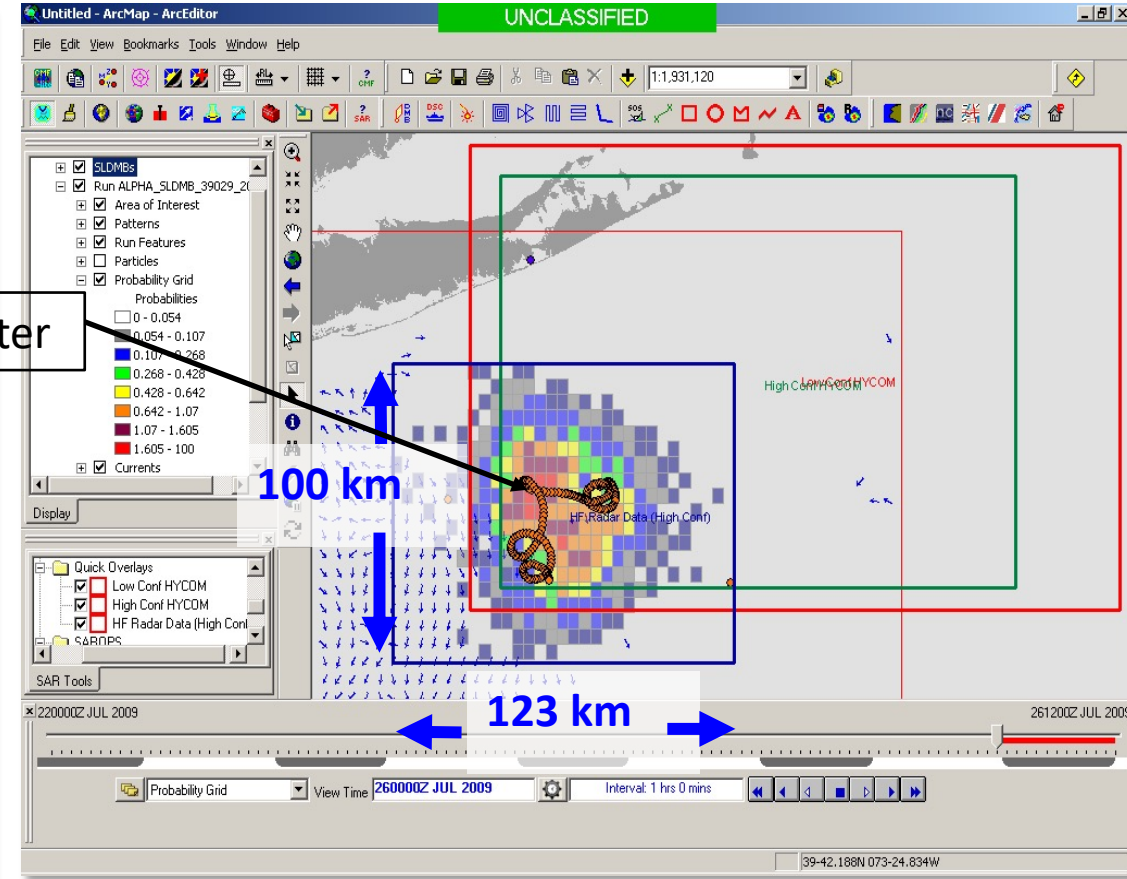 Untitled - ArcMap - ArcEditor
UNCLASSIFIED
File Edit View Bookmarks Tools Window Help
1:1,931,120
SLDMBs
Run ALPHA_SLDMB_39029_20
Area of Interest
Patterns
Run Features
Particles
Probability Grid
Probabilities
0 - 0.054
0.054 - 0.107
0.107 - 0.268
0.268 - 0.428
0.428 - 0.642
0.642 - 1.07
1.07 - 1.605
1.605 - 100
Currents
Display
ter
High Conf HYCOM
Low Conf HYCOM
HF\Radar Data (High Conf)
100 km
123 km
Quick Overlays
Low Conf HYCOM
High Conf HYCOM
HF Radar Data (High Conf
SAROPS
SAR Tools
220000Z JUL 2009
261200Z JUL 2009
Probability Grid
View Time 260000Z JUL 2009
Interval: 1 hrs 0 mins
39-42.188N 073-24.834W